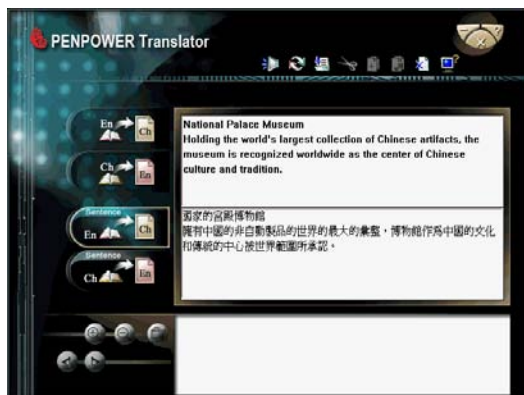 PENPOWER Translator
En
Ch
National Palace Museum
Holding the world's largest collection of Chinese artifacts, the
museum is recognized worldwide as the center of Chinese
culture and tradition.
Ch
En
Sentence
En
Ch
國家的宮殿博物館
擁有中國的非自動製品的世界的最大的彙整，博物館作爲中國的文化
和傳統的中心被世界範圍所承認。
Sentence
Ch
En